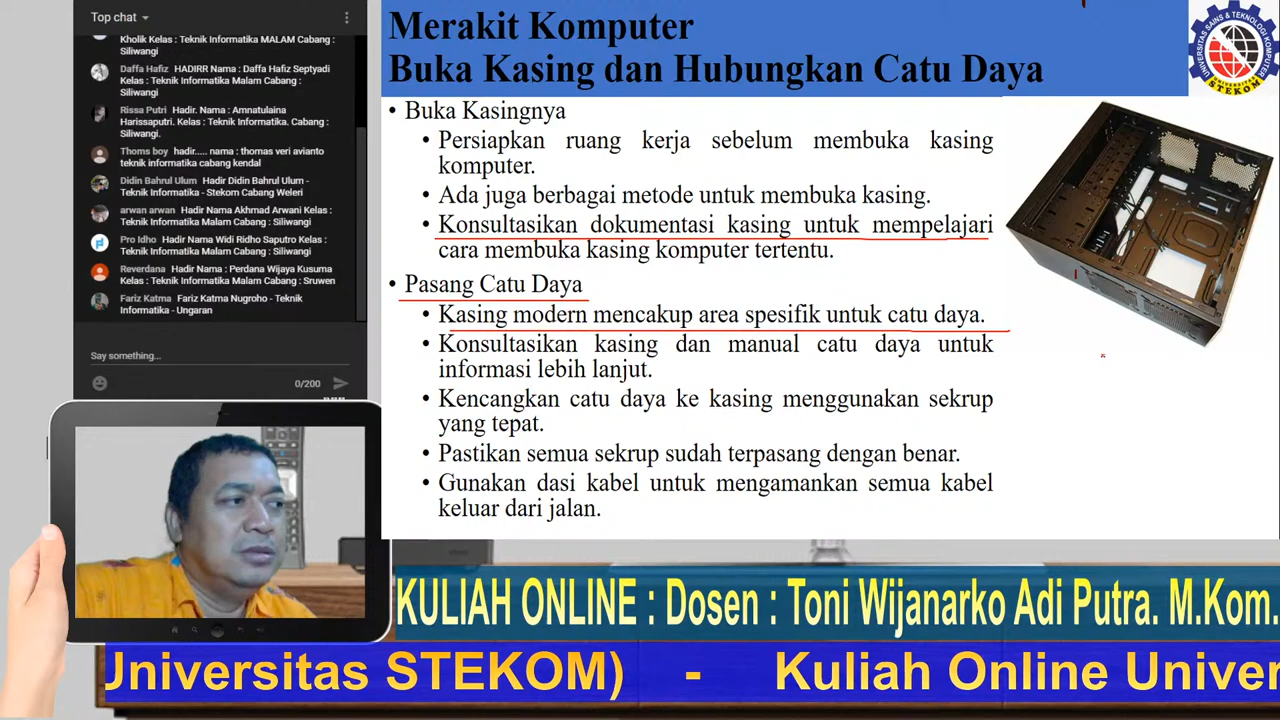 Top chat
Kholik Kelas : Teknik Informatika MALAM Cabang :
Siliwangi
Daffa Hafiz HADIRR Nama : Daffa Hafiz Septyadi
Kelas : Teknik Informatika Malam Cabang :
Siliwangi
Rissa Putri Hadir. Nama : Amnatulaina
Harissaputri. Kelas : Teknik Informatika. Cabang :
Siliwangi.
Thoms boy hadir..... nama : thomas veri avianto
teknik informatika cabang kendal
Didin Bahrul Ulum Hadir Didin Bahrul Ulum -
Teknik Informatika - Stekom Cabang Weleri
arwan arwan Hadir Nama Akhmad Arwani Kelas :
Teknik Informatika Malam Cabang : Siliwangi
Pro Idho Hadir Nama Widi Ridho Saputro Kelas :
Teknik Informatika Malam Cabang : Siliwangi
Reverdana Hadir Nama : Perdana Wijaya Kusuma
Kelas : Teknik Informatika Malam Cabang : Sruwen
Fariz Katma Fariz Katma Nugroho - Teknik
Informatika - Ungaran
Say something...
0/200
Merakit Komputer
Buka Kasing dan Hubungkan Catu Daya
UNIVERSITAS SAINS & TEKNOLOGI KOMPUTER
UNIVERSITAS
STEKOM
• Buka Kasingnya
• Persiapkan ruang kerja sebelum membuka kasing
komputer.
• Ada juga berbagai metode untuk membuka kasing.
• Konsultasikan dokumentasi kasing untuk mempelajari
cara membuka kasing komputer tertentu.
• Pasang Catu Daya
• Kasing modern mencakup area spesifik untuk catu daya.
• Konsultasikan kasing dan manual catu daya untuk
informasi lebih lanjut.
• Kencangkan catu daya ke kasing menggunakan sekrup
yang tepat.
• Pastikan semua sekrup sudah terpasang dengan benar.
• Gunakan dasi kabel untuk mengamankan semua kabel
keluar dari jalan.
KULIAH ONLINE : Dosen : Toni Wijanarko Adi Putra. M.Kom.
Jniversitas STEKOM) - Kuliah Online Univer